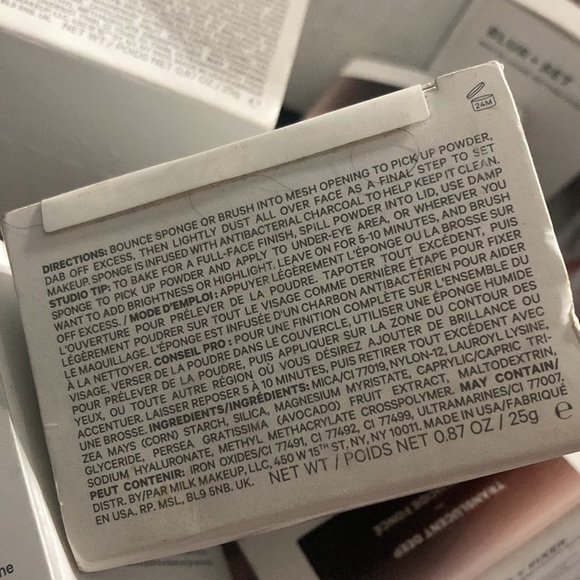 24M
DIRECTIONS: BOUNCE SPONGE OR BRUSH INTO MESH OPENING TO PICK UP POWDER,
DAB OFF EXCESS, THEN LIGHTLY DUST ALL OVER FACE AS A FINAL STEP TO SET
MAKEUP. SPONGE IS INFUSED WITH ANTIBACTERIAL CHARCOAL TO HELP KEEP IT CLEAN.
STUDIO TIP: TO BAKE FOR A FULL-FACE FINISH, SPILL POWDER INTO LID, USE DAMP
SPONGE TO PICK UP POWDER AND APPLY TO UNDER-EYE AREA, OR WHEREVER YOU
WANT TO ADD BRIGHTNESS OR HIGHLIGHT. LEAVE ON FOR 5-10 MINUTES, AND BRUSH
OFF EXCESS. / MODE D'EMPLOI: APPUYER LÉGÈREMENT L'ÉPONGE OU LA BROSSE SUR
L'OUVERTURE POUR PRÉLEVER DE LA POUDRE. TAPOTER TOUT EXCÉDENT, PUIS
LÉGÈREMENT POUDRER SUR TOUT LE VISAGE COMME DERNIÈRE ÉTAPE POUR FIXER
LE MAQUILLAGE. L'ÉPONGE EST INFUSÉE D'UN CHARBON ANTIBACTÉRIEN POUR AIDER
À LA NETTOYER. CONSEIL PRO: POUR UNE FINITION COMPLÈTE SUR L'ENSEMBLE DU
VISAGE, VERSER DE LA POUDRE DANS LE COUVERCLE, UTILISER UNE ÉPONGE HUMIDE
POUR PRÉLEVER DE LA POUDRE, PUIS APPLIQUER SUR LA ZONE DU CONTOUR DES
YEUX, OU TOUTE AUTRE RÉGION OÙ VOUS DÉSIREZ AJOUTER DE BRILLANCE OU
ACCENTUER. LAISSER REPOSER 5 À 10 MINUTES, PUIS RETIRER TOUT EXCÉDENT AVEC
UNE BROSSE. INGREDIENTS/INGRÉDIENTS: MICA/CI 77019, NYLON-12, LAUROYL LYSINE,
ZEA MAYS (CORN) STARCH, SILICA, MAGNESIUM MYRISTATE, CAPRYLIC/CAPRIC TRI-
GLYCERIDE, PERSEA GRATISSIMA (AVOCADO) FRUIT EXTRACT, MALTODEXTRIN,
SODIUM HYALURONATE, METHYL METHACRYLATE CROSSPOLYMER. MAY CONTAIN/
PEUT CONTENIR: IRON OXIDES/CI 77491, CI 77492, CI 77499, ULTRAMARINES/CI 77007.
DISTR. BY/PAR MILK MAKEUP, LLC, 450 W 15TH ST, NY, NY 10011. MADE IN USA/FABRIQUÉ
EN USA. RP. MSL, BL9 5NB. UK. NET WT / POIDS NET 0.87 OZ / 25g e
BLUR + SET
TRANSLUCENT DEEP